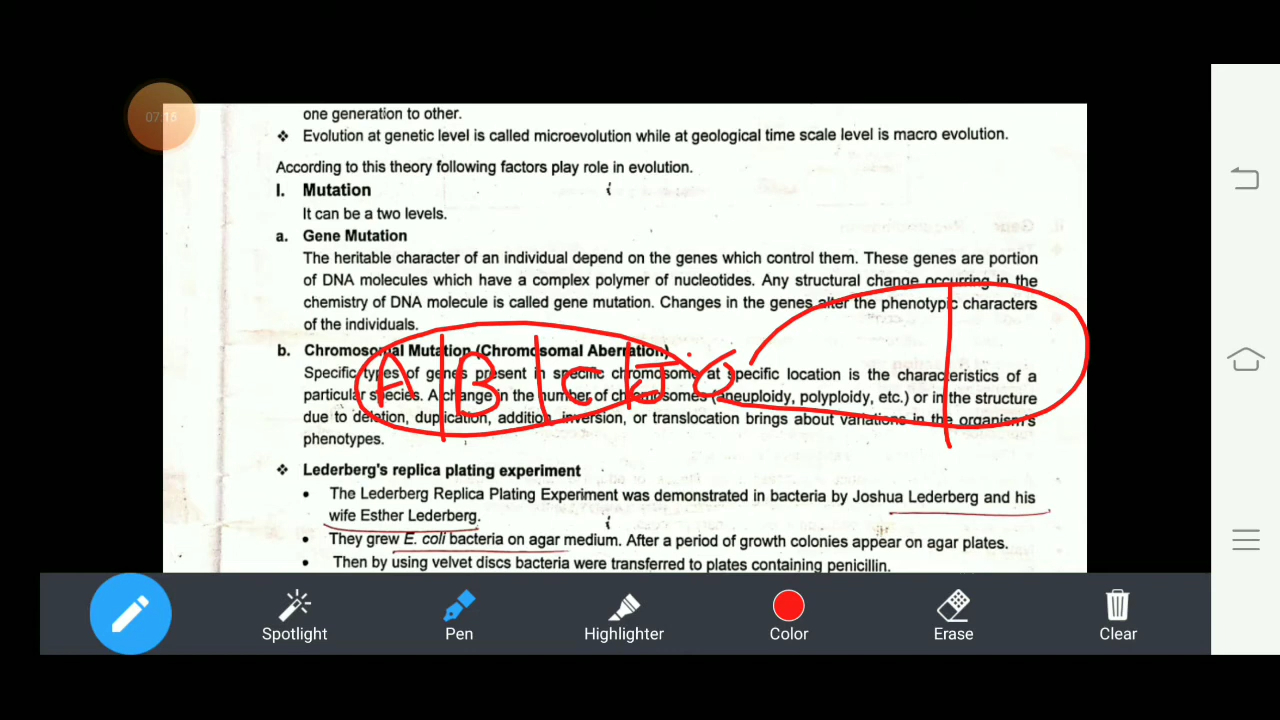 one generation to other.
❖ Evolution at genetic level is called microevolution while at geological time scale level is macro evolution.
According to this theory following factors play role in evolution.
I. Mutation
It can be a two levels.
a. Gene Mutation
The heritable character of an individual depend on the genes which control them. These genes are portion
of DNA molecules which have a complex polymer of nucleotides. Any structural change occurring in the
chemistry of DNA molecule is called gene mutation. Changes in the genes alter the phenotypic characters
of the individuals.
b. Chromosomal Mutation (Chromosomal Aberration)
Specific types of genes present in specific chromosome at specific location is the characteristics of a
particular species. A change in the number of chromosomes (aneuploidy, polyploidy, etc.) or in the structure
due to deletion, duplication, addition, inversion, or translocation brings about variations in the organism's
phenotypes.
A B C
❖ Lederberg's replica plating experiment
• The Lederberg Replica Plating Experiment was demonstrated in bacteria by Joshua Lederberg and his
wife Esther Lederberg.
• They grew E. coli bacteria on agar medium. After a period of growth colonies appear on agar plates.
• Then by using velvet discs bacteria were transferred to plates containing penicillin.
07:15
Spotlight Pen Highlighter Color Erase Clear